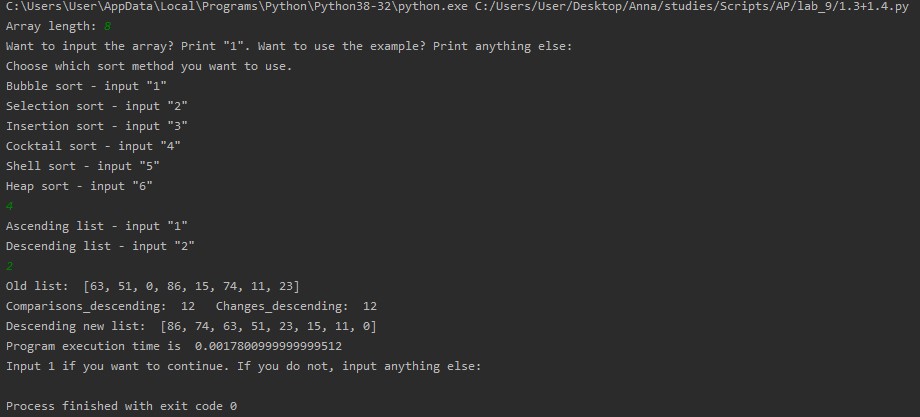 C:\Users\User\AppData\Local\Programs\Python\Python38-32\python.exe C:/Users/User/Desktop/Anna/studies/Scripts/AP/lab_9/1.3+1.4.py
Array length: 8
Want to input the array? Print "1". Want to use the example? Print anything else:
Choose which sort method you want to use.
Bubble sort - input "1"
Selection sort - input "2"
Insertion sort - input "3"
Cocktail sort - input "4"
Shell sort - input "5"
Heap sort - input "6"
4
Ascending list - input "1"
Descending list - input "2"
2
Old list:  [63, 51, 0, 86, 15, 74, 11, 23]
Comparisons_descending:  12   Changes_descending:  12
Descending new list:  [86, 74, 63, 51, 23, 15, 11, 0]
Program execution time is  0.0017800999999999512
Input 1 if you want to continue. If you do not, input anything else:
Process finished with exit code 0